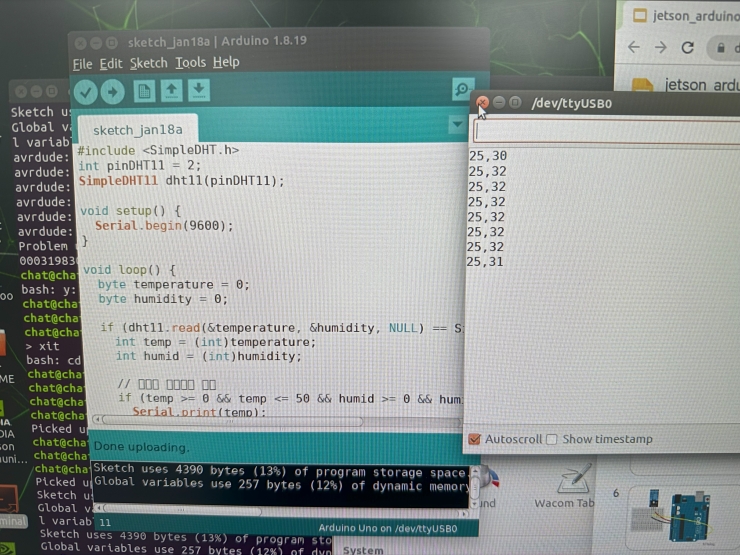 jetson_arduino
sketch_jan18a | Arduino 1.8.19
File Edit Sketch Tools Help
jetson_ardu
/dev/ttyUSB0
sketch_jan18a
#include <SimpleDHT.h>
int pinDHT11 = 2;
SimpleDHT11 dht11(pinDHT11);
void setup() {
Serial.begin(9600);
}
void loop() {
byte temperature = 0;
byte humidity = 0;
if (dht11.read(&temperature, &humidity, NULL) == S
int temp = (int)temperature;
int humid = (int)humidity;
//
if (temp >= 0 && temp <= 50 && humid >= 0 && hum
Serial.print(temp);
Done uploading.
Sketch uses 4390 bytes (13%) of program storage space.
Global variables use 257 bytes (12%) of dynamic memory
11
Arduino Uno on /dev/ttyUSB0
25,30
25,32
25,32
25,32
25,32
25,32
25,32
25,31
Autoscroll
Show timestamp
Sketch u
Global v
l variab
avrdude:
avrdude:
avrdude:
avrdude:
avrdude:
Problem
0003198
chat@cha
bash: y:
chat@cha
chat@cha
chat@cha
> xit
bash: cd
chat@cha
chat@cha
chat@cha
chat@cha
Picked u
chat@cha
chat@cha
chat@cha
Picked u
Sketch u
Global v
l variab
Sketch uses 4390 bytes (13%) of program sto
Global variables use 257 bytes (12%) of dyn
Wacom Tab
System
6